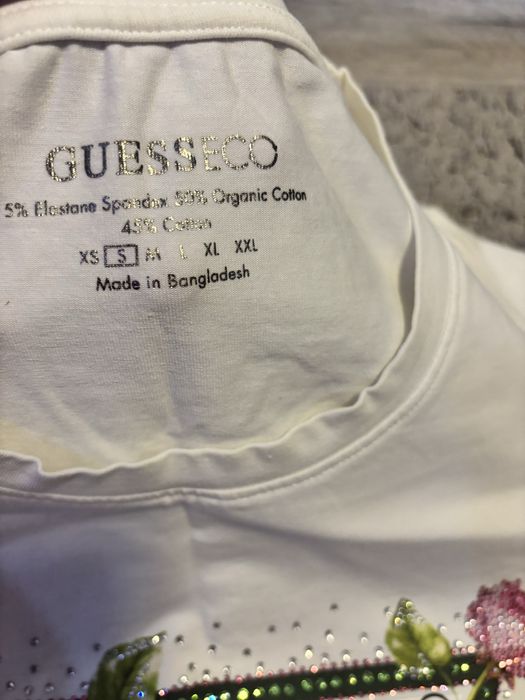 GUESSECO
5% Elastane Spandex 50% Organic Cotton
45% Cotton
XS S M L XL XXL
Made in Bangladesh